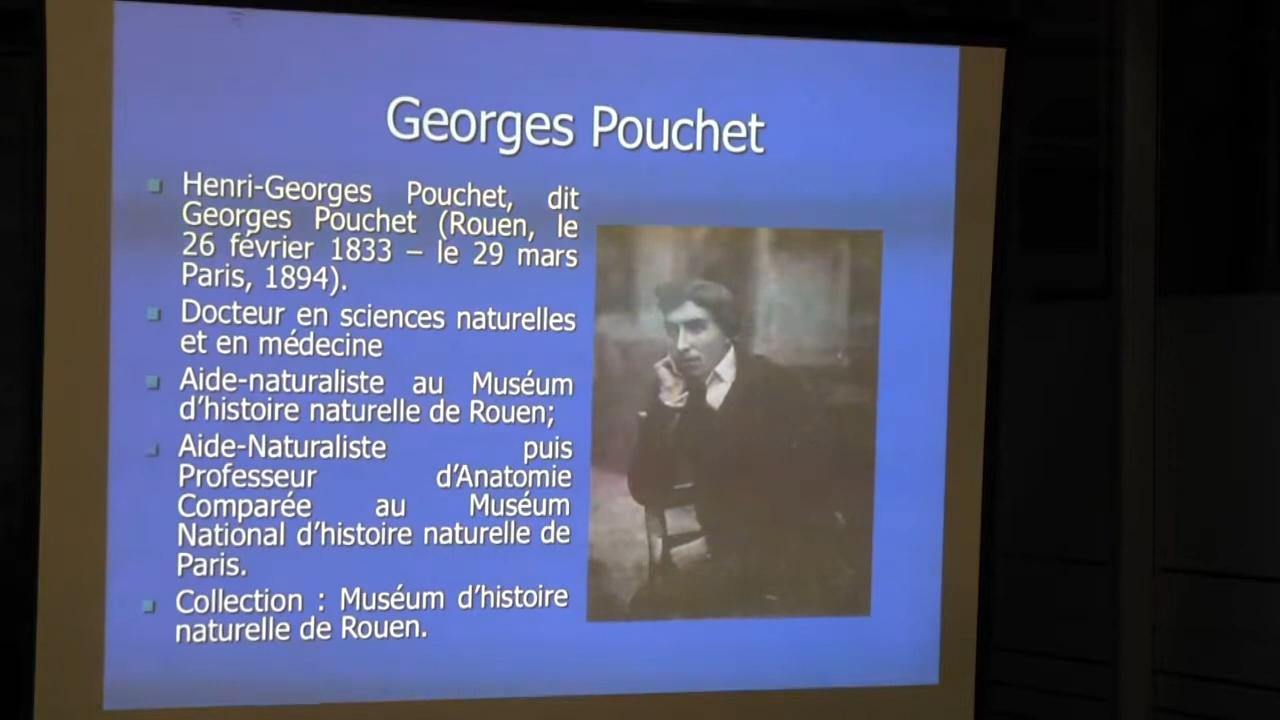 Georges Pouchet
Henri-Georges Pouchet, dit
Georges Pouchet (Rouen, le
26 février 1833 – le 29 mars
Paris, 1894).
Docteur en sciences naturelles
et en médecine
Aide-naturaliste au Muséum
d'histoire naturelle de Rouen;
Aide-Naturaliste puis
Professeur d'Anatomie
Comparée au Muséum
National d'histoire naturelle de
Paris.
Collection : Muséum d'histoire
naturelle de Rouen.